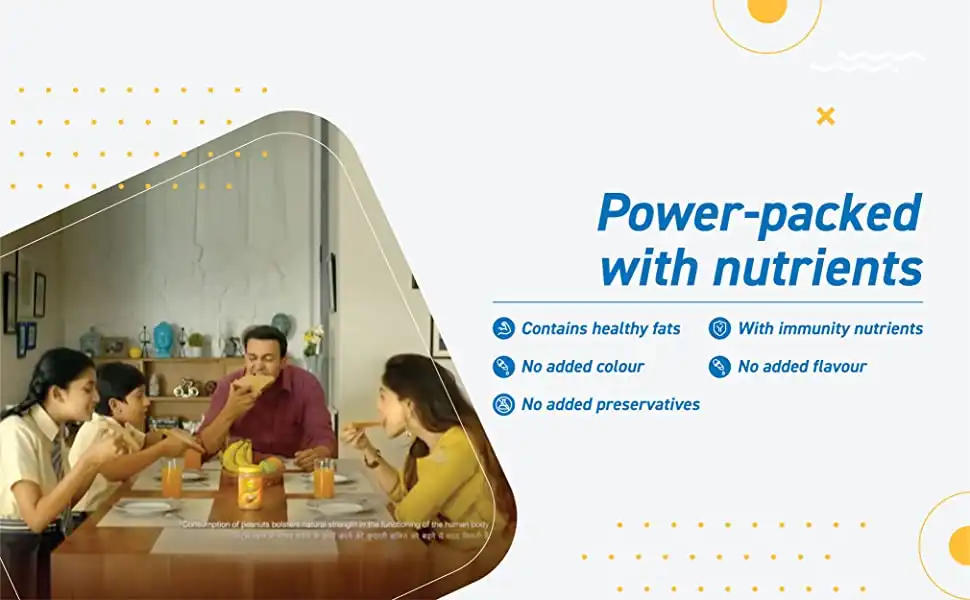 Power-packed
with nutrients
Contains healthy fats
With immunity nutrients
No added colour
No added flavour
No added preservatives
*Consumption of peanuts bolsters natural strength in the functioning of the human body